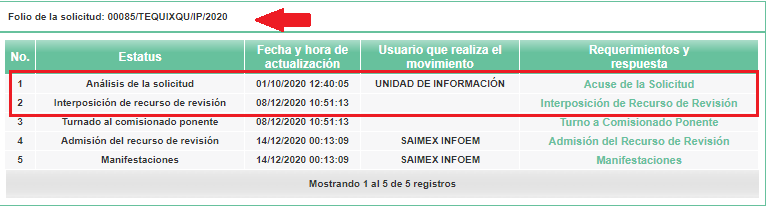 Folio de la solicitud: 00085/TEQUIXQU/IP/2020
No. Estatus Fecha y hora de actualización Usuario que realiza el movimiento Requerimientos y respuesta
1 Análisis de la solicitud 01/10/2020 12:40:05 UNIDAD DE INFORMACIÓN Acuse de la Solicitud
2 Interposición de recurso de revisión 08/12/2020 10:51:13 Interposición de Recurso de Revisión
3 Turnado al comisionado ponente 08/12/2020 10:51:13 Turno a Comisionado Ponente
4 Admisión del recurso de revisión 14/12/2020 00:13:09 SAIMEX INFOEM Admisión del Recurso de Revisión
5 Manifestaciones 14/12/2020 00:13:09 SAIMEX INFOEM Manifestaciones
Mostrando 1 al 5 de 5 registros